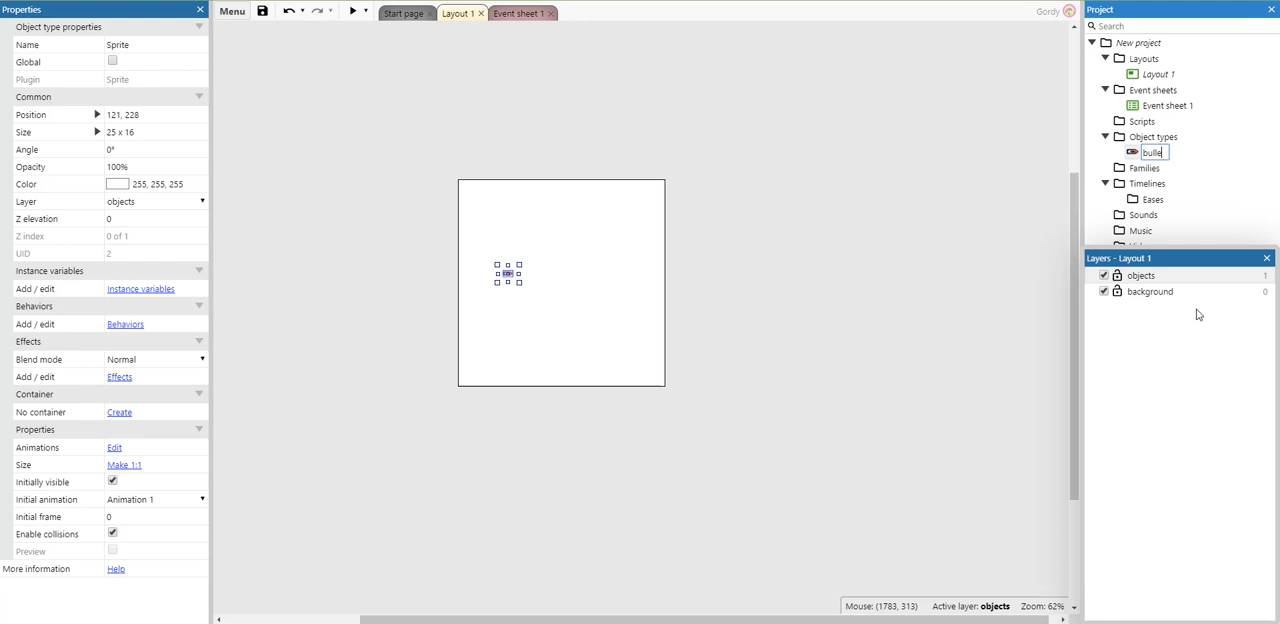 Properties
Object type properties
Name Sprite
Global
Plugin Sprite
Common
Position 121, 228
Size 25 x 16
Angle 0°
Opacity 100%
Color 255, 255, 255
Layer objects
Z elevation 0
Z index 0 of 1
UID 2
Instance variables
Add / edit Instance variables
Behaviors
Add / edit Behaviors
Effects
Blend mode Normal
Add / edit Effects
Container
No container Create
Properties
Animations Edit
Size Make 1:1
Initially visible
Initial animation Animation 1
Initial frame 0
Enable collisions
Preview
More information Help
Menu
Start page Layout 1 Event sheet 1
Gordy
Mouse: (1783, 313) Active layer: objects Zoom: 62%
Project
Search
New project
Layouts
Layout 1
Event sheets
Event sheet 1
Scripts
Object types
bulle
Families
Timelines
Eases
Sounds
Music
Layers - Layout 1
objects 1
background 0